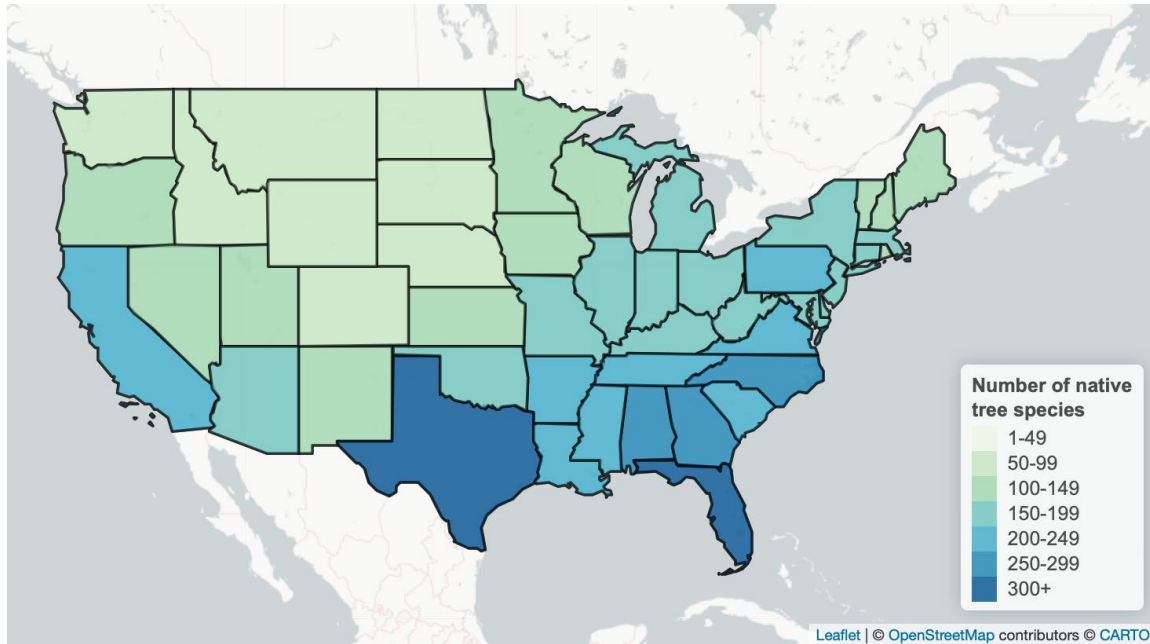 Number of native
tree species
1-49
50-99
100-149
150-199
200-249
250-299
300+
Leaflet | © OpenStreetMap contributors © CARTO